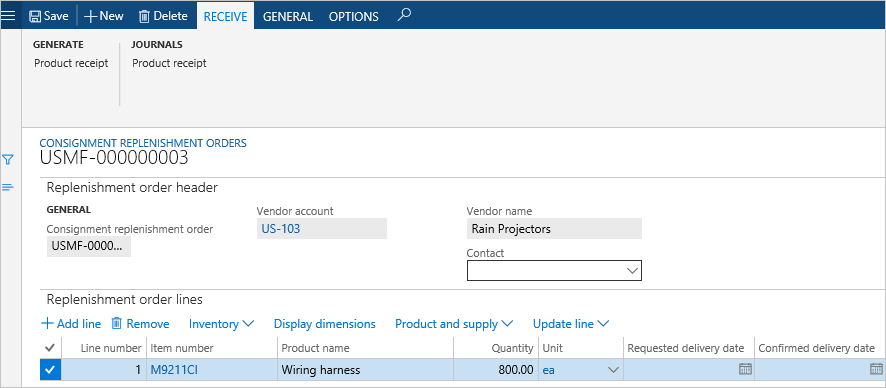 Save New Delete RECEIVE GENERAL OPTIONS
GENERATE JOURNALS
Product receipt Product receipt
CONSIGNMENT REPLENISHMENT ORDERS
USMF-000000003
Replenishment order header
GENERAL
Consignment replenishment order
USMF-0000...
Vendor account
US-103
Vendor name
Rain Projectors
Contact
Replenishment order lines
Add line Remove Inventory Display dimensions Product and supply Update line
Line number Item number Product name Quantity Unit Requested delivery date Confirmed delivery date
1 M9211CI Wiring harness 800.00 ea